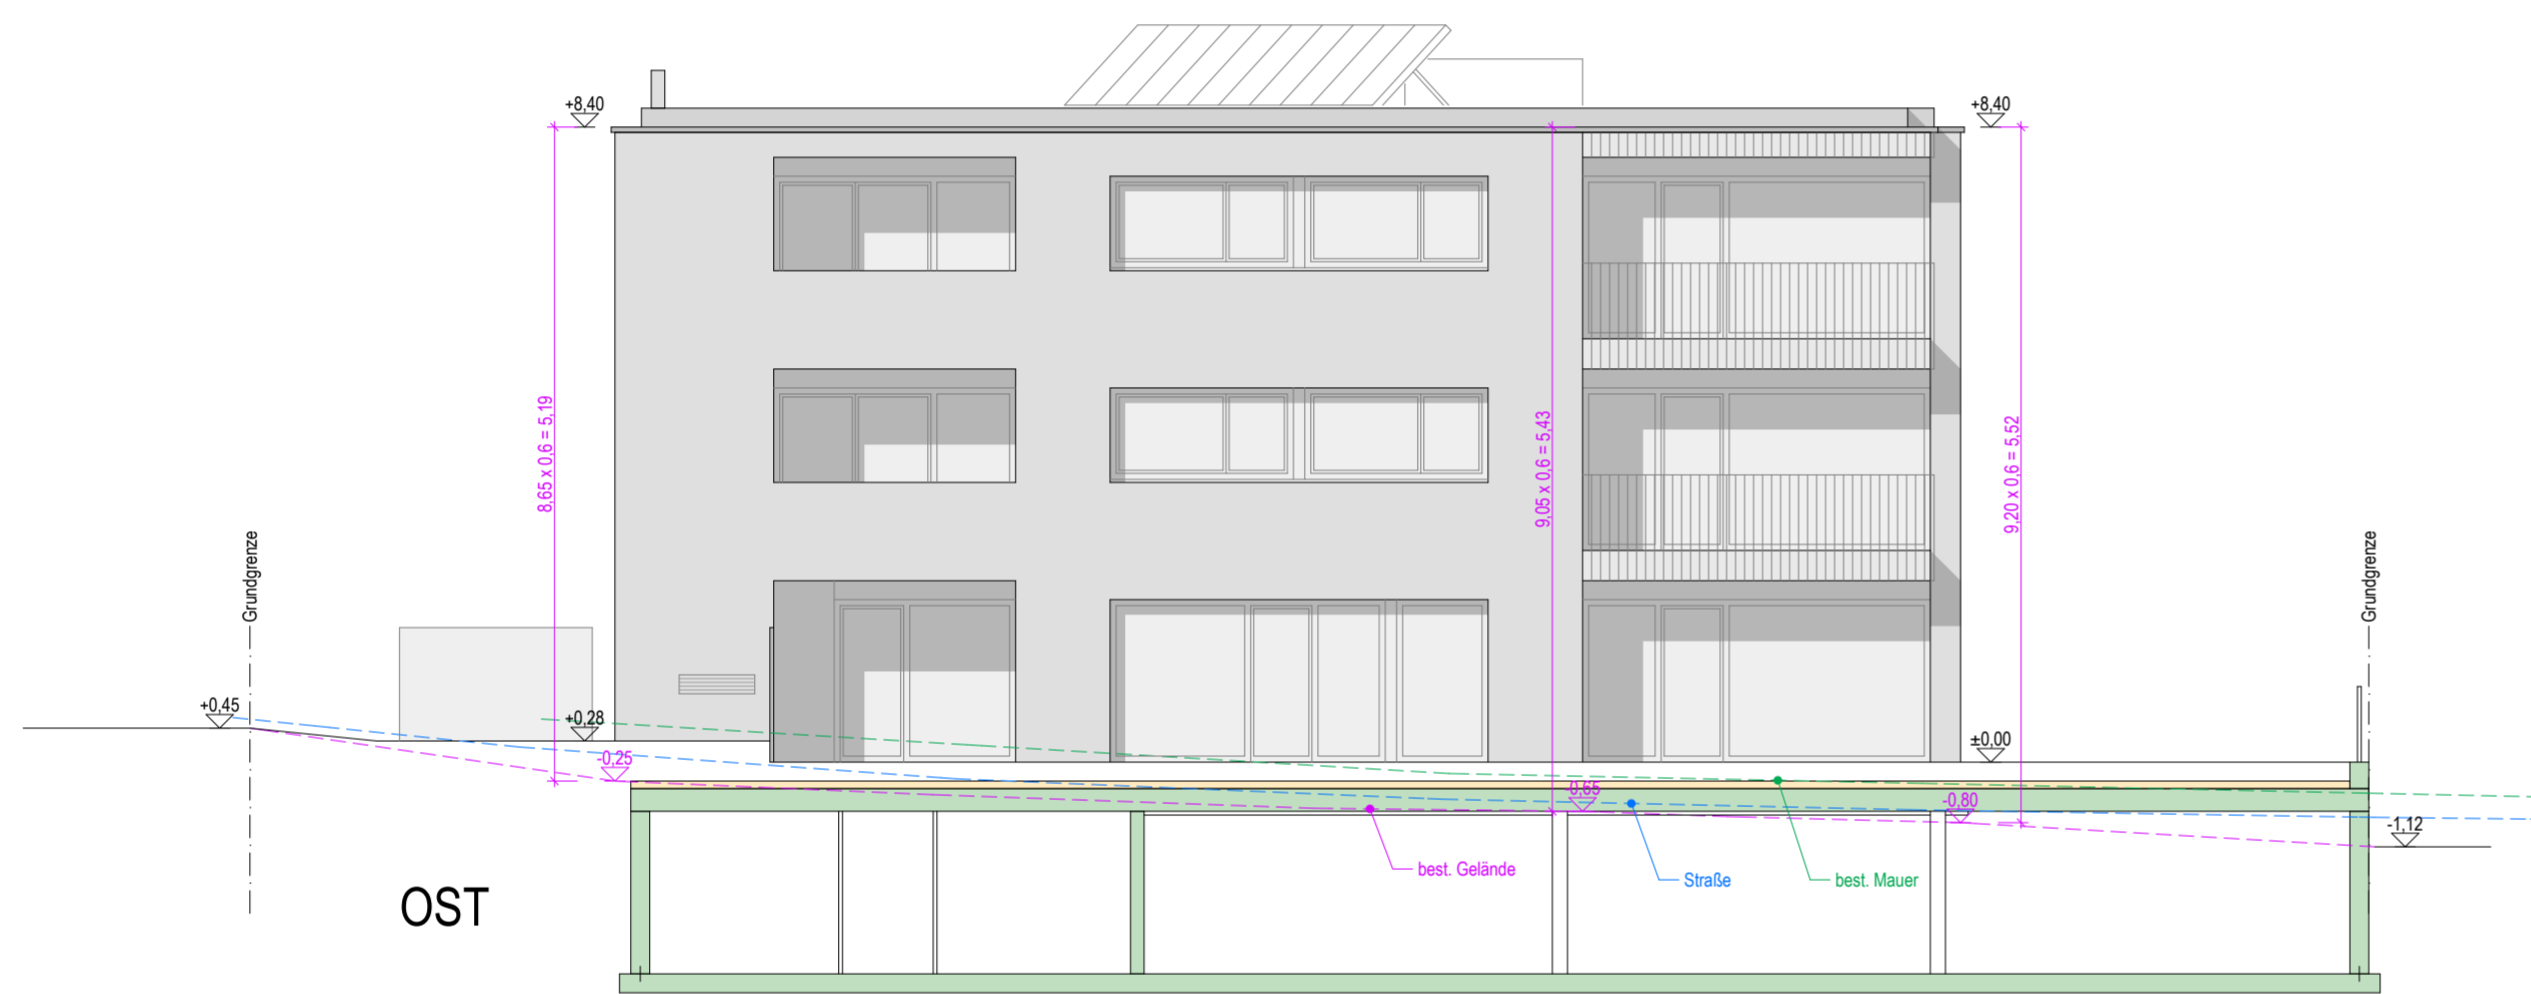 +8,40
+8,40
8,65 x 0,6 = 5,19
9,05 x 0,6 = 5,43
9,20 x 0,6 = 5,52
Grundgrenze
Grundgrenze
+0,45
+0,28
±0,00
-0,25
-0,65
-0,80
-1,12
best. Gelände
Straße
best. Mauer
OST